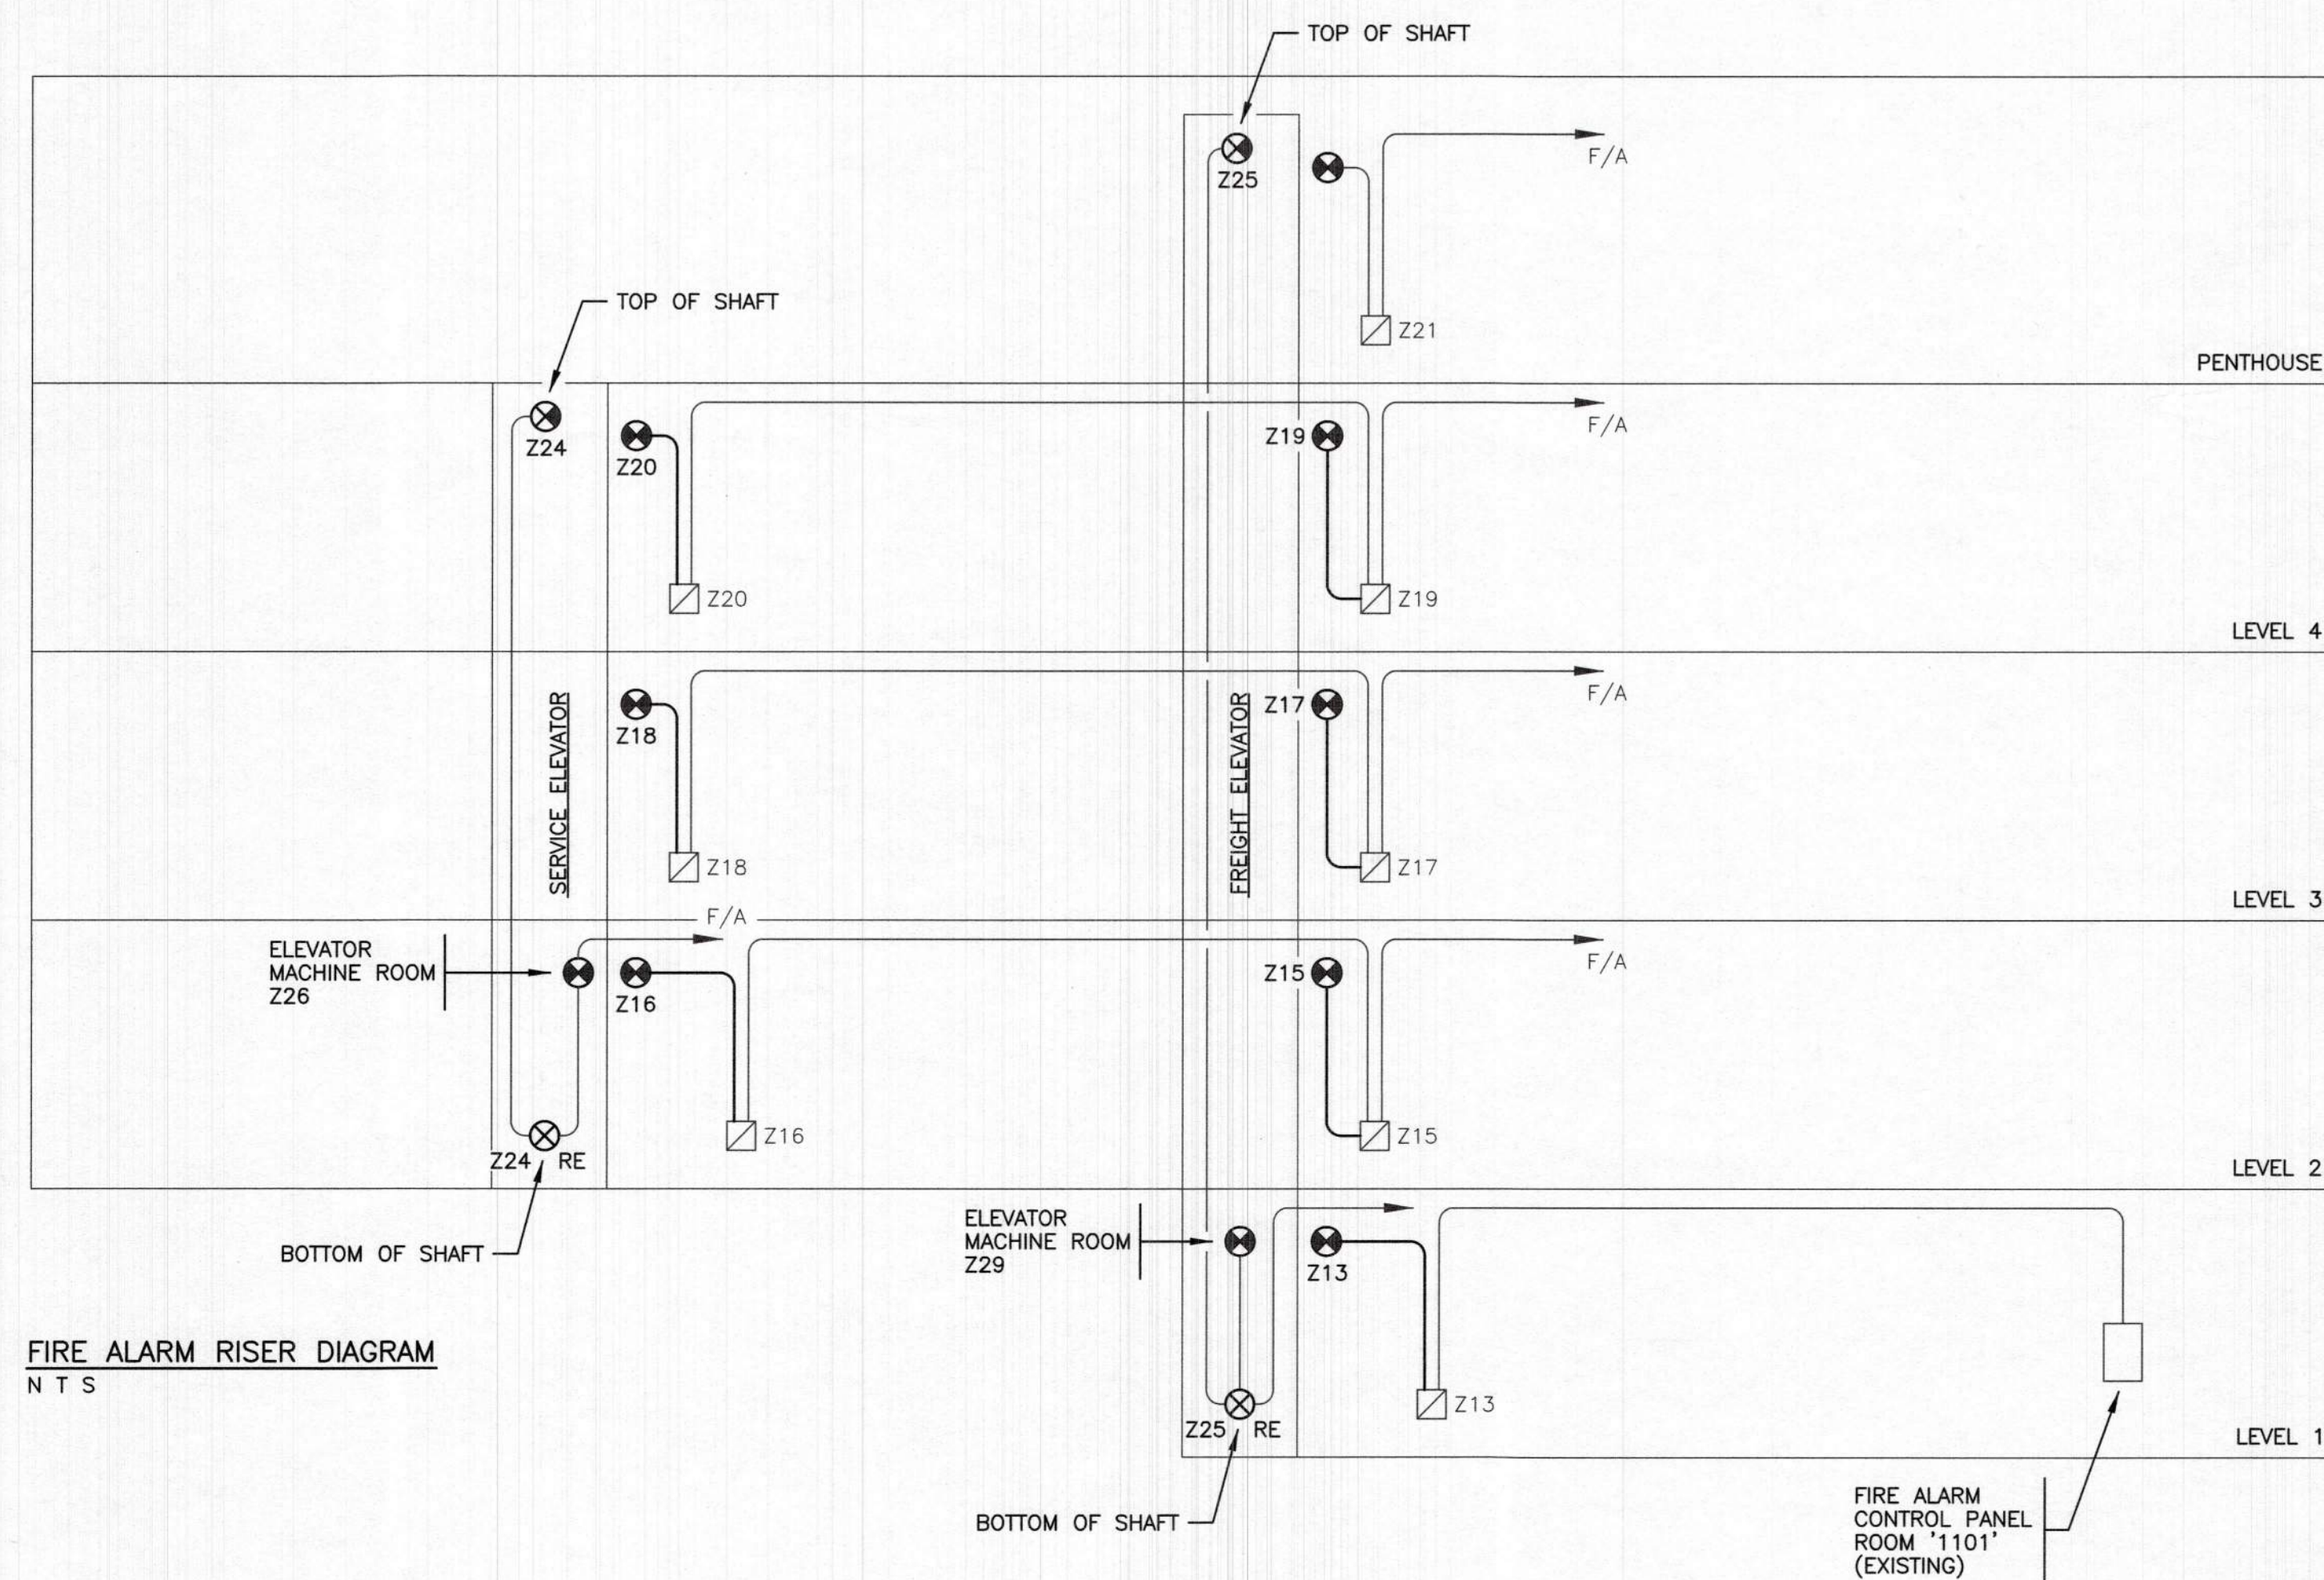 TOP OF SHAFT
Z25
F/A
Z21
PENTHOUSE
TOP OF SHAFT
Z24
Z20
Z19
F/A
Z20
Z19
LEVEL 4
SERVICE ELEVATOR
Z18
FREIGHT ELEVATOR
Z17
F/A
Z18
Z17
LEVEL 3
F/A
ELEVATOR
MACHINE ROOM
Z26
Z16
Z15
F/A
Z16
Z15
Z24 RE
LEVEL 2
BOTTOM OF SHAFT
ELEVATOR
MACHINE ROOM
Z29
Z13
Z13
Z25 RE
LEVEL 1
BOTTOM OF SHAFT
FIRE ALARM
CONTROL PANEL
ROOM '1101'
(EXISTING)
FIRE ALARM RISER DIAGRAM
N T S